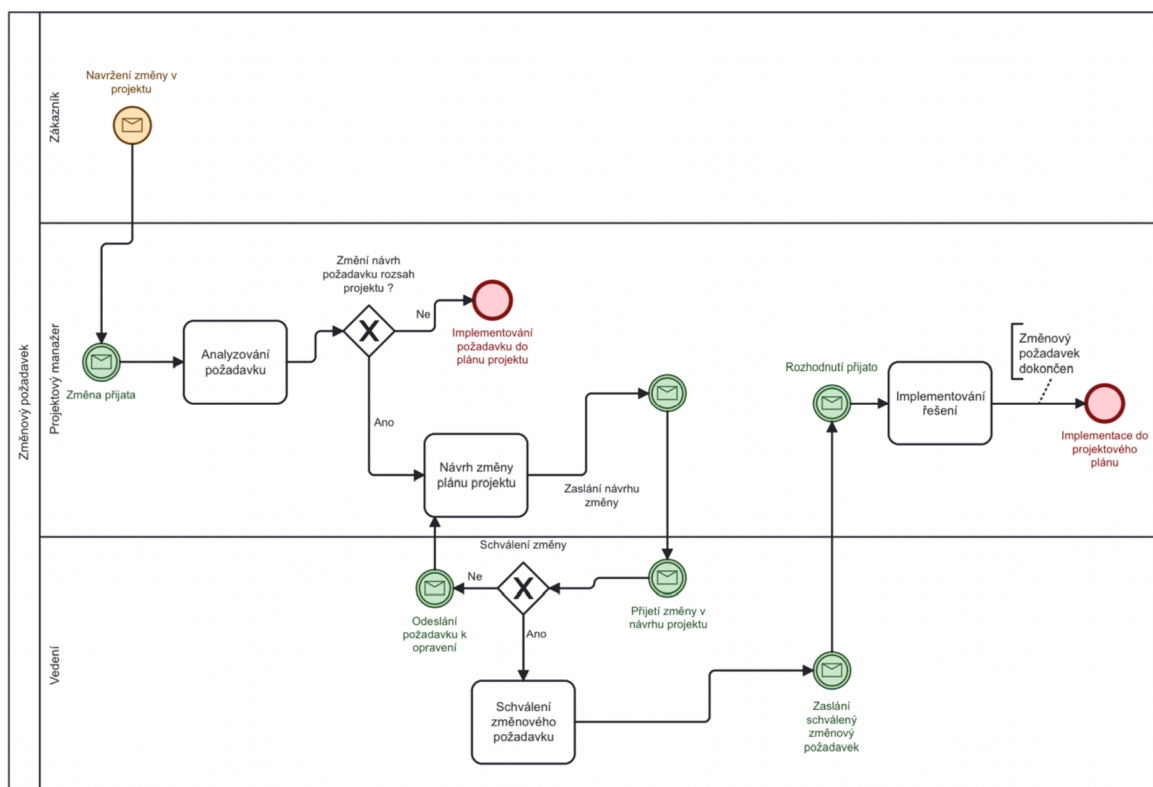 Změnový požadavek
Zákazník
Navržení změny v
projektu
Projektový manažer
Změna přijata
Analyzování
požadavku
Změní návrh
požadavku rozsah
projektu ?
Ne
Implementování
požadavku do
plánu projektu
Ano
Návrh změny
plánu projektu
Zaslání návrhu
změny
Rozhodnutí přijato
Implementování
řešení
Změnový
požadavek
dokončen
Implementace do
projektového
plánu
Vedení
Schválení změny
Ne
Odeslání
požadavku k
opravení
Přijetí změny v
návrhu projektu
Ano
Schválení
změnového
požadavku
Zaslání
schválený
změnový
požadavek